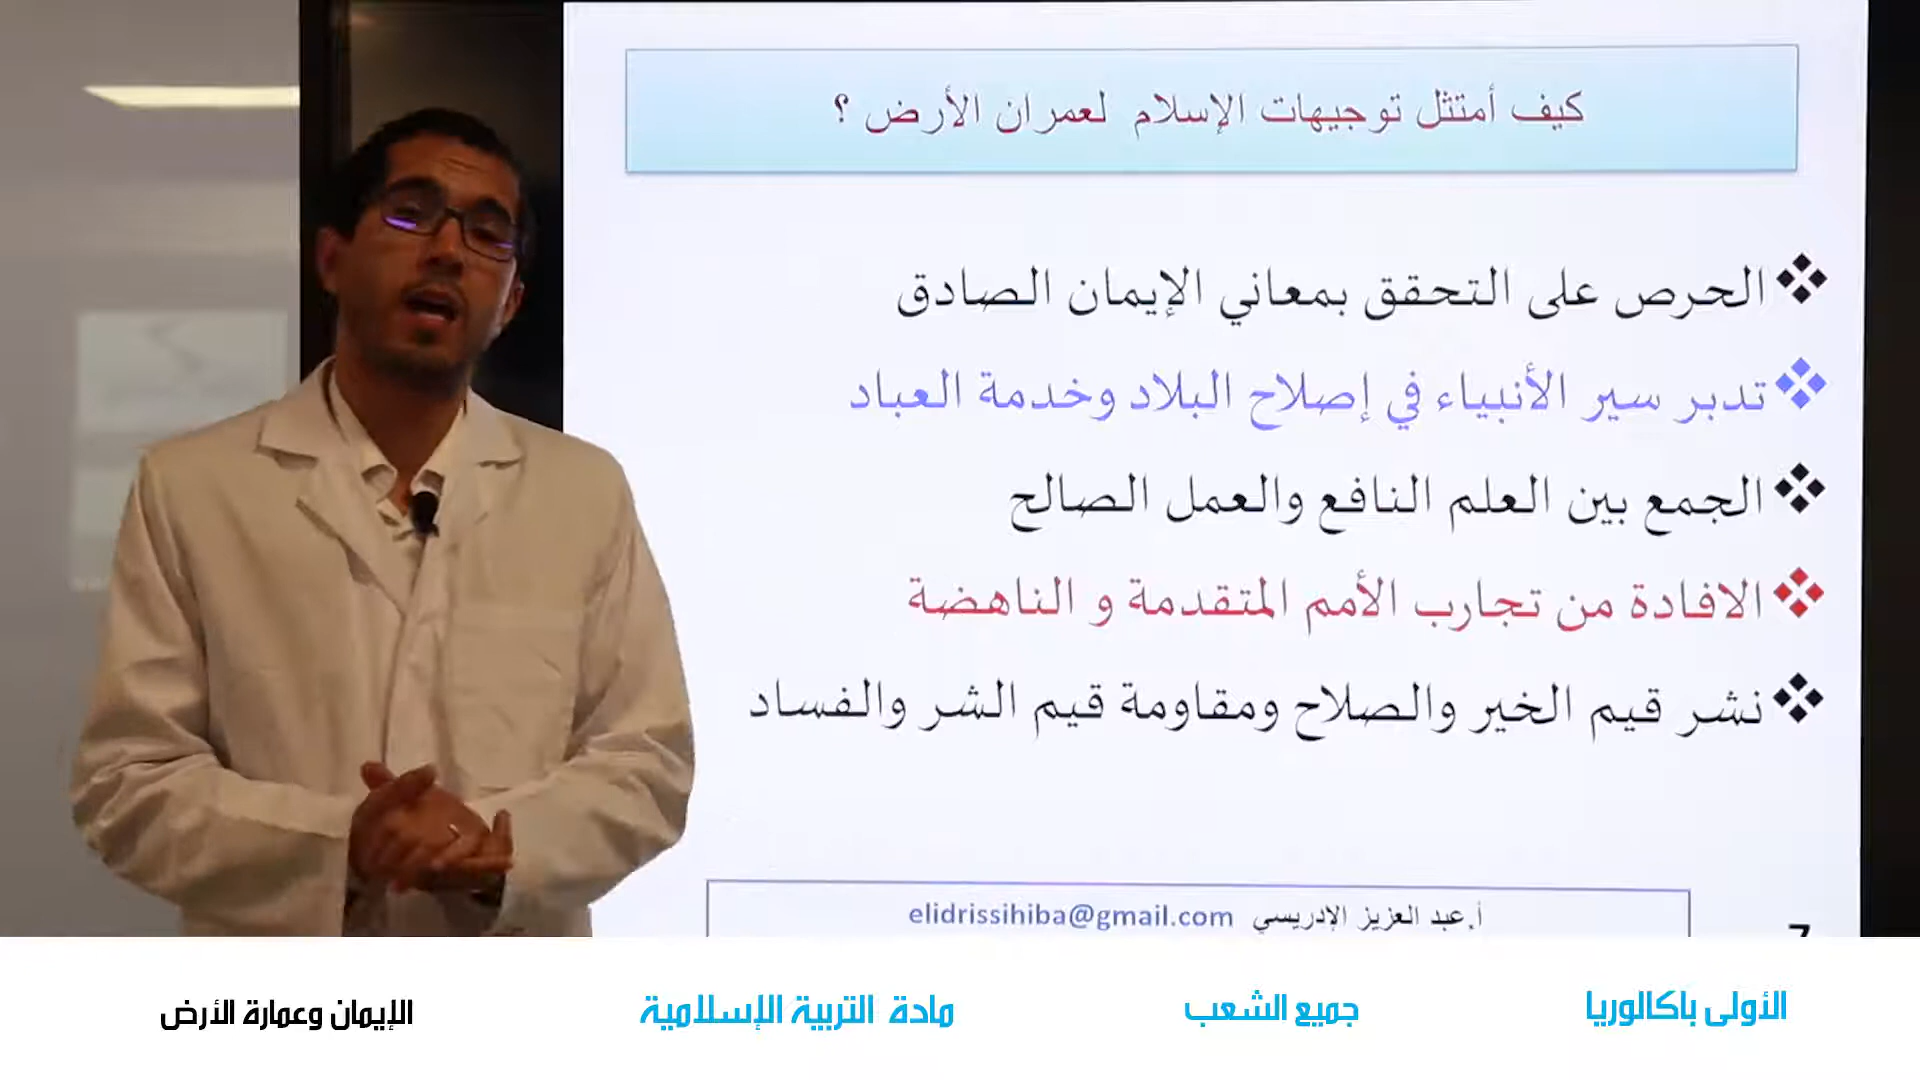 كيف أمتثل توجيهات الإسلام لعمران الأرض ؟
الحرص على التحقق بمعاني الإيمان الصادق
تدبر سير الأنبياء في إصلاح البلاد وخدمة العباد
الجمع بين العلم النافع والعمل الصالح
الافادة من تجارب الأمم المتقدمة و الناهضة
نشر قيم الخير والصلاح ومقاومة قيم الشر والفساد
أ.عبد العزيز الإدريسي elidrissihiba@gmail.com
7
الأولى باكالوريا جميع الشعب مادة التربية الإسلامية الإيمان وعمارة الأرض